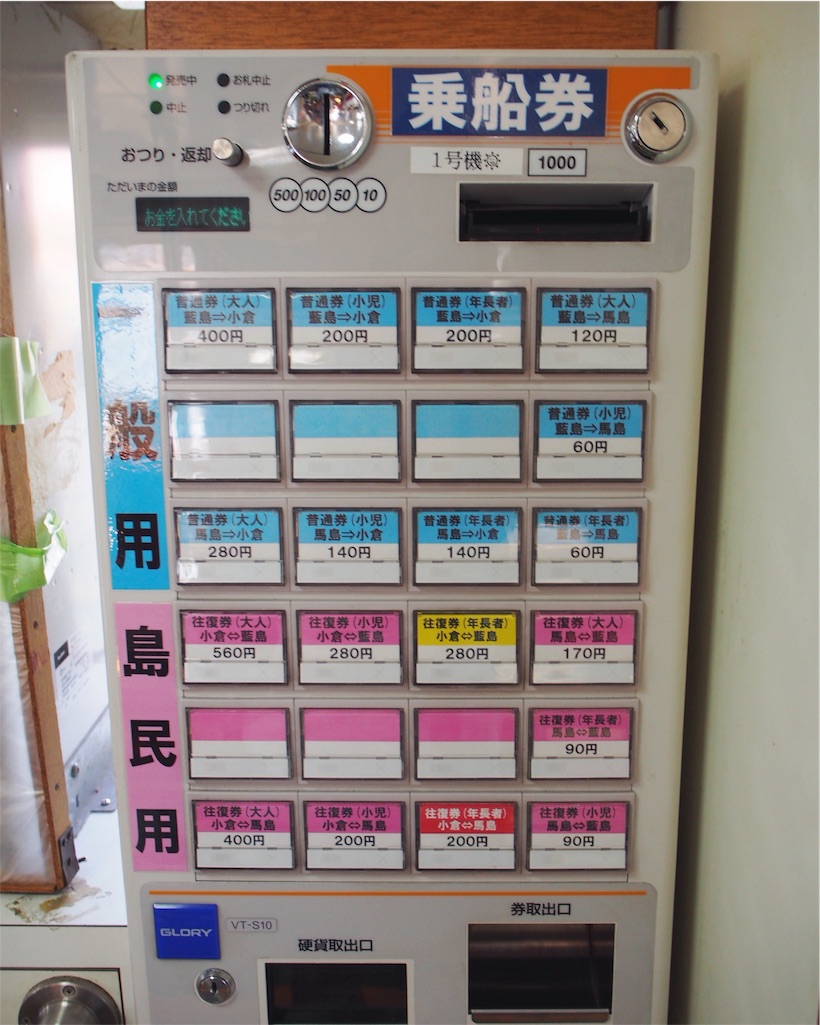 発売中
お札中止
中止
つり切れ
乗船券
おつり・返却
1号機
1000
ただいまの金額
お金を入れてくださ
500 100 50 10
般用
普通券(大人)
藍島⇒小倉
400円
普通券(小児)
藍島⇒小倉
200円
普通券(年長者)
藍島⇒小倉
200円
普通券(大人)
藍島⇒馬島
120円
普通券(小児)
藍島⇒馬島
60円
普通券(大人)
馬島⇒小倉
280円
普通券(小児)
馬島⇒小倉
140円
普通券(年長者)
馬島⇒小倉
140円
普通券(年長者)
藍島⇒馬島
60円
島民用
往復券(大人)
小倉⇔藍島
560円
往復券(小児)
小倉⇔藍島
280円
往復券(年長者)
小倉⇔藍島
280円
往復券(大人)
馬島⇔藍島
170円
往復券(年長者)
馬島⇔藍島
90円
往復券(大人)
小倉⇔馬島
400円
往復券(小児)
小倉⇔馬島
200円
往復券(年長者)
小倉⇔馬島
200円
往復券(小児)
馬島⇔藍島
90円
GLORY
VT-S10
硬貨取出口
券取出口